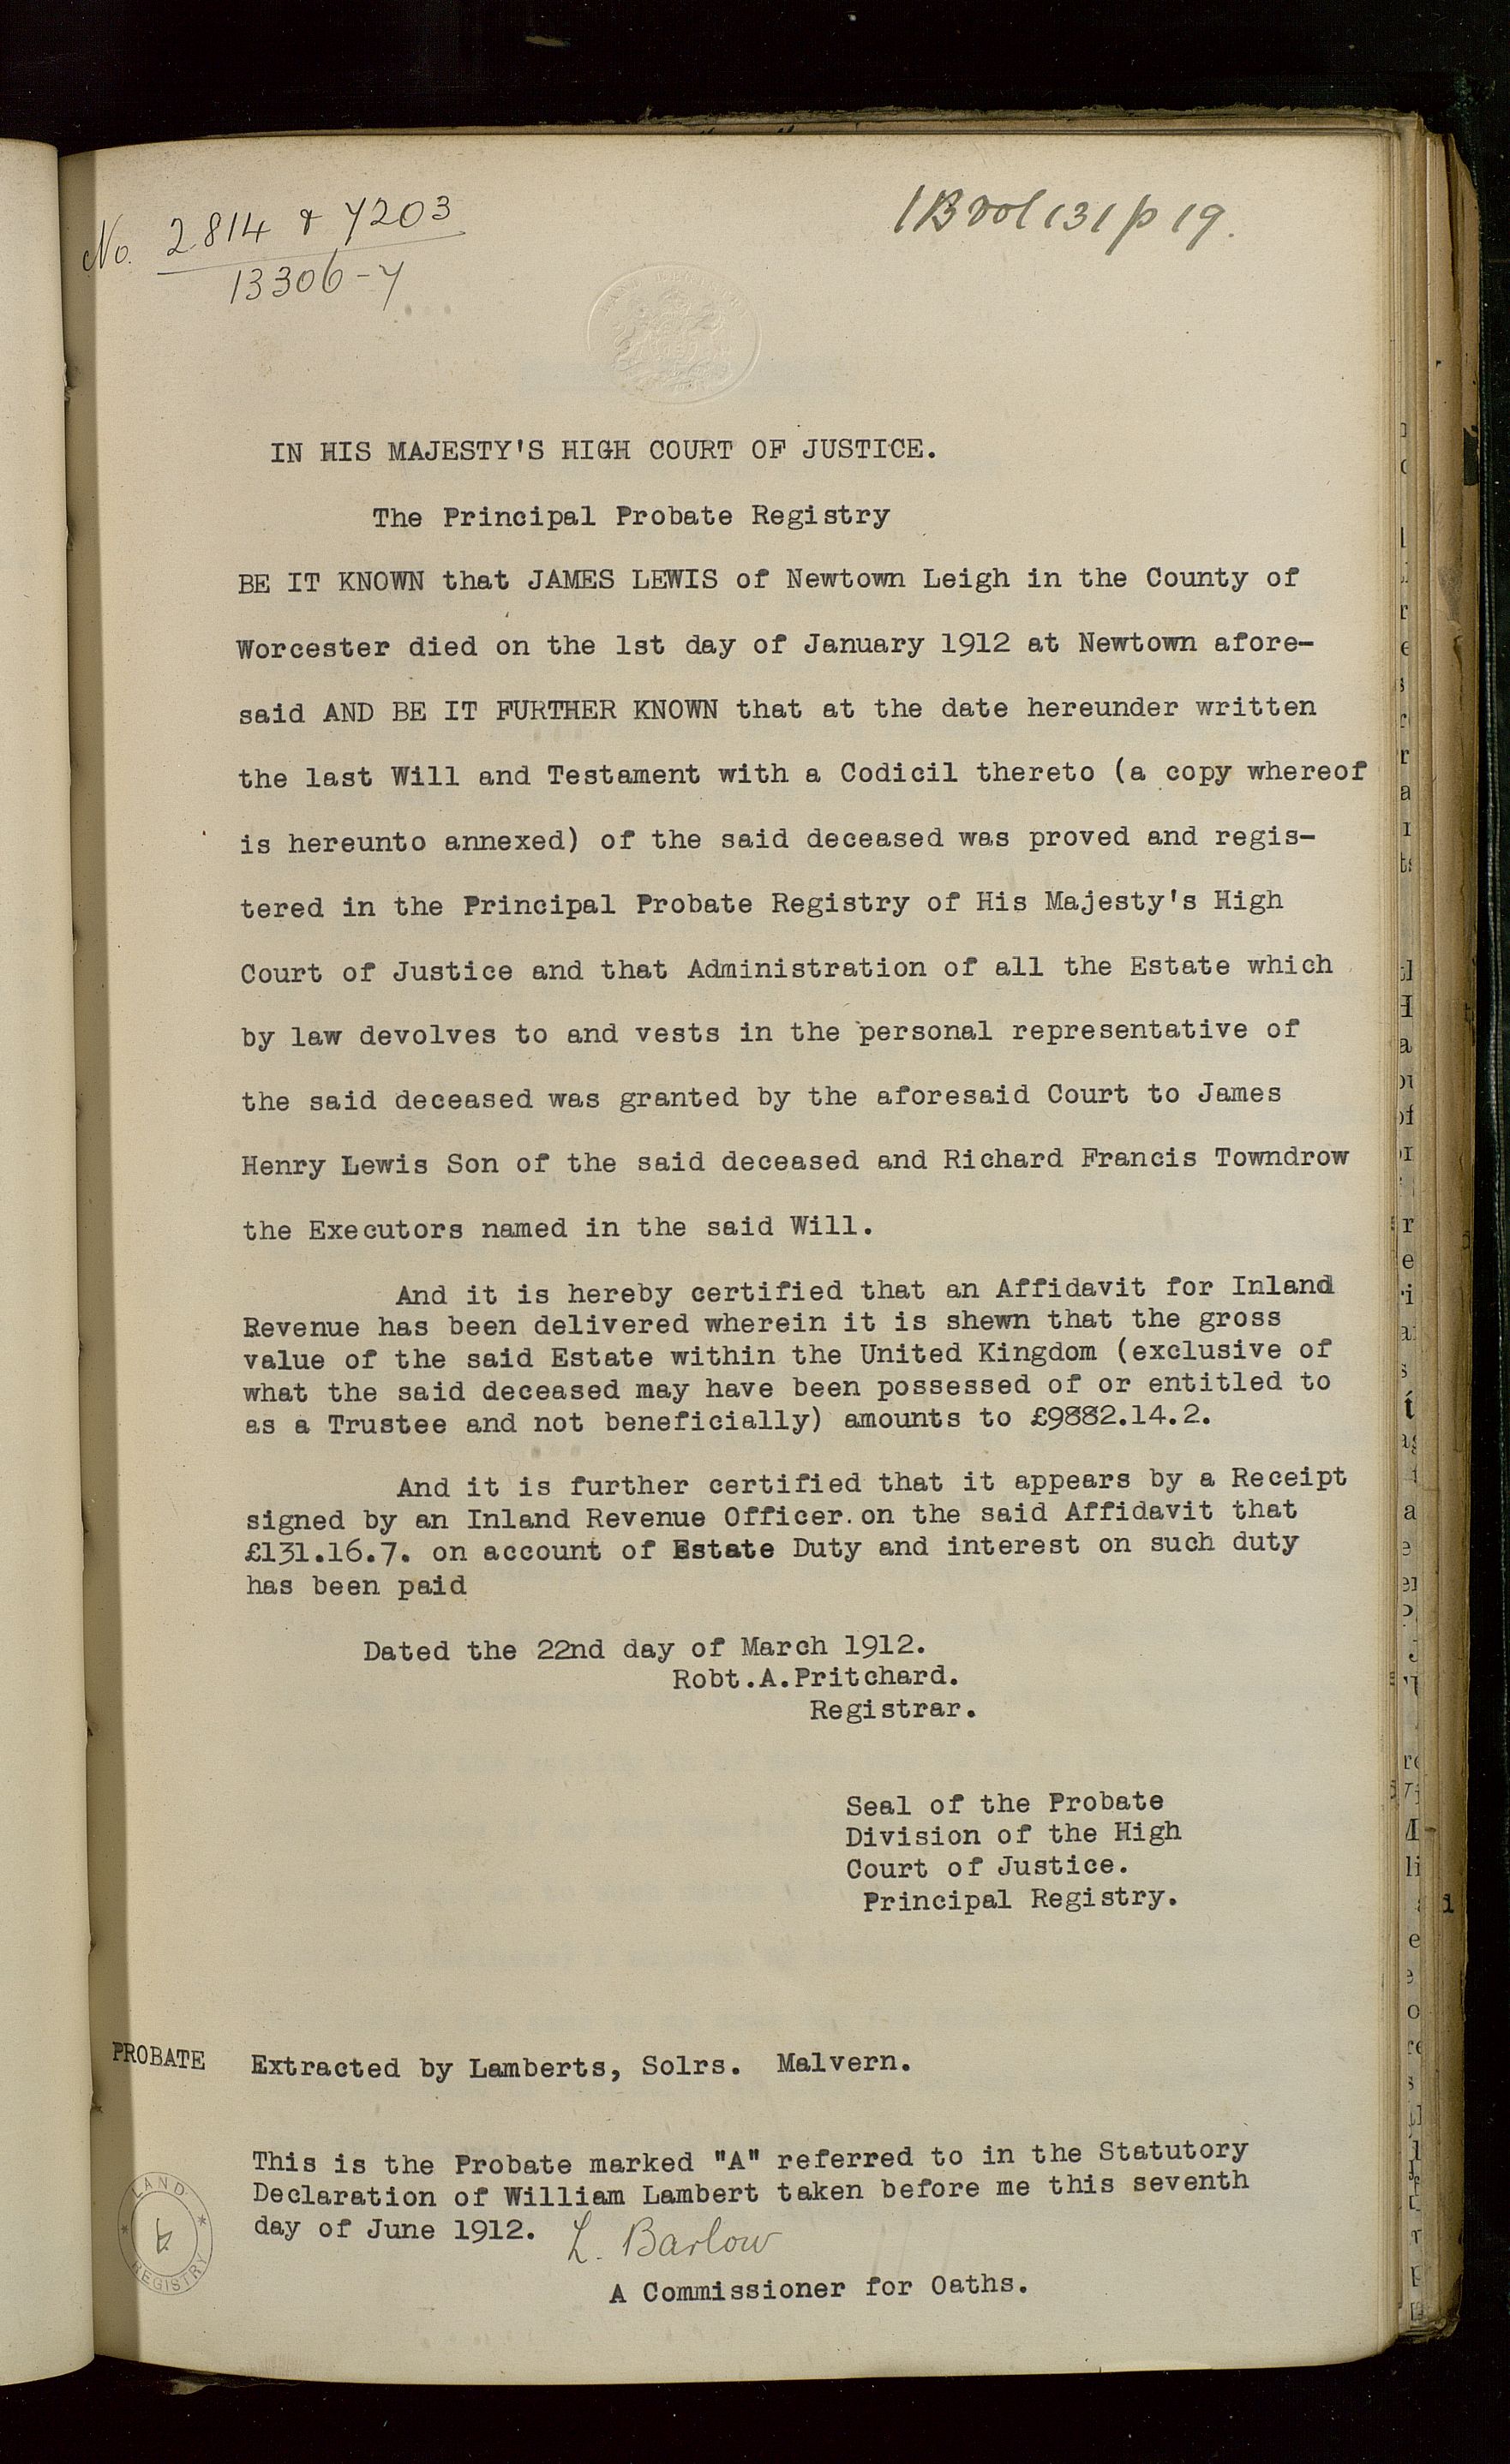 No. 2814 & 7203
13306-7
1B Vol 131 p 19.
IN HIS MAJESTY'S HIGH COURT OF JUSTICE.
The Principal Probate Registry
BE IT KNOWN that JAMES LEWIS of Newtown Leigh in the County of
Worcester died on the 1st day of January 1912 at Newtown afore-
said AND BE IT FURTHER KNOWN that at the date hereunder written
the last Will and Testament with a Codicil thereto (a copy whereof
is hereunto annexed) of the said deceased was proved and regis-
tered in the Principal Probate Registry of His Majesty's High
Court of Justice and that Administration of all the Estate which
by law devolves to and vests in the personal representative of
the said deceased was granted by the aforesaid Court to James
Henry Lewis Son of the said deceased and Richard Francis Towndrow
the Executors named in the said Will.
And it is hereby certified that an Affidavit for Inland
Revenue has been delivered wherein it is shewn that the gross
value of the said Estate within the United Kingdom (exclusive of
what the said deceased may have been possessed of or entitled to
as a Trustee and not beneficially) amounts to £9882.14.2.
And it is further certified that it appears by a Receipt
signed by an Inland Revenue Officer.on the said Affidavit that
£131.16.7. on account of Estate Duty and interest on such duty
has been paid
Dated the 22nd day of March 1912.
Robt.A.Pritchard.
Registrar.
Seal of the Probate
Division of the High
Court of Justice.
Principal Registry.
PROBATE
Extracted by Lamberts, Solrs. Malvern.
This is the Probate marked "A" referred to in the Statutory
Declaration of William Lambert taken before me this seventh
day of June 1912. L. Barlow
A Commissioner for Oaths.
LAND
REGISTRY